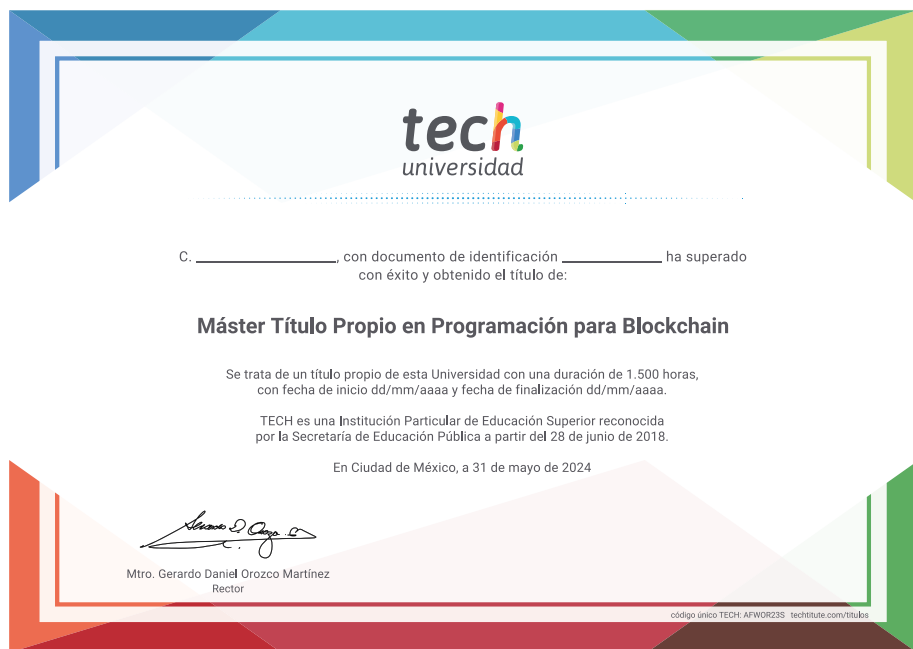 tech
universidad
C. ________________, con documento de identificación ____________ ha superado
con éxito y obtenido el título de:
Máster Título Propio en Programación para Blockchain
Se trata de un título propio de esta Universidad con una duración de 1.500 horas,
con fecha de inicio dd/mm/aaaa y fecha de finalización dd/mm/aaaa.
TECH es una Institución Particular de Educación Superior reconocida
por la Secretaría de Educación Pública a partir del 28 de junio de 2018.
En Ciudad de México, a 31 de mayo de 2024
Mtro. Gerardo Daniel Orozco Martínez
Rector
código único TECH: AFWOR23S techtitute.com/titulos